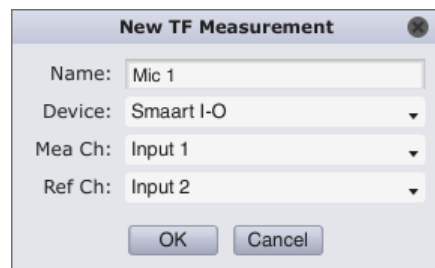 New TF Measurement
Name: Mic 1
Device: Smaart I-O
Mea Ch: Input 1
Ref Ch: Input 2
OK Cancel